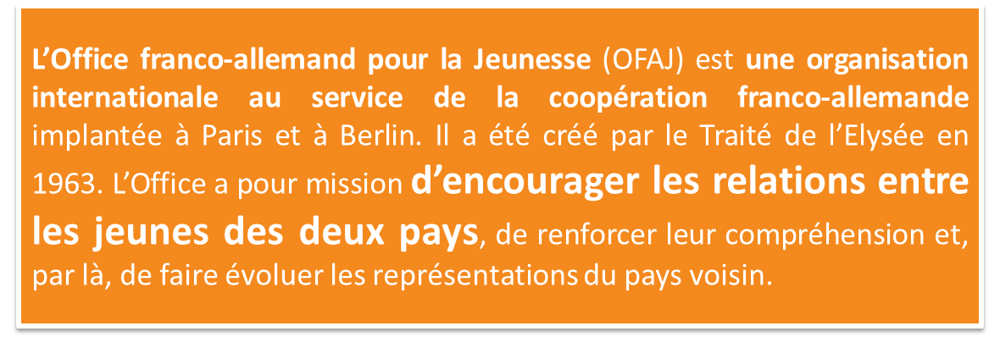 L’Office franco-allemand pour la Jeunesse (OFAJ) est une organisation
internationale au service de la coopération franco-allemande
implantée à Paris et à Berlin. Il a été créé par le Traité de l’Elysée en
1963. L’Office a pour mission d’encourager les relations entre
les jeunes des deux pays, de renforcer leur compréhension et,
par là, de faire évoluer les représentations du pays voisin.